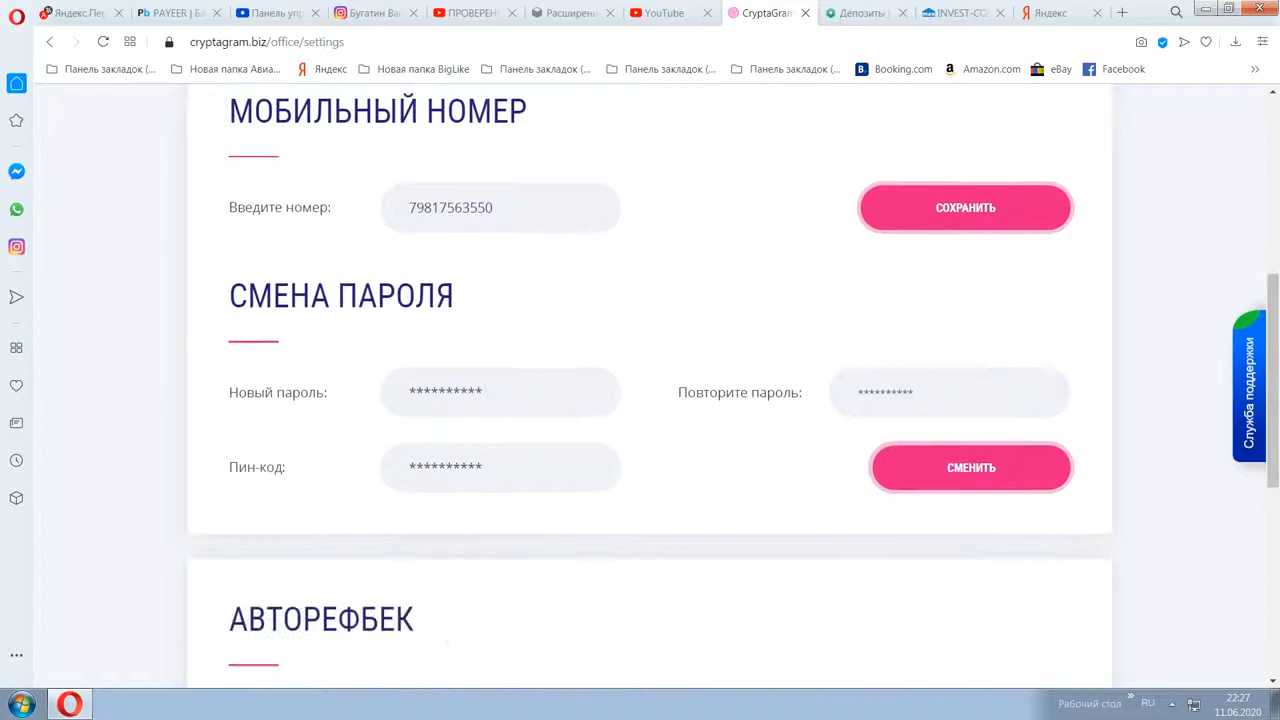 Яндекс.Пер
PAYEER || Б
Панель упр
Бугатин Ва
ПРОВЕРЕН
Расширени
YouTube
CryptaGram
Депозиты
INVEST-CO
Яндекс
cryptagram.biz/office/settings
Панель закладок (...
Новая папка Авиа...
Яндекс
Новая папка BigLike
Панель закладок (...
Панель закладок (...
Панель закладок (...
Booking.com
Amazon.com
eBay
Facebook
МОБИЛЬНЫЙ НОМЕР
Введите номер:
79817563550
СОХРАНИТЬ
СМЕНА ПАРОЛЯ
Новый пароль:
**********
Повторите пароль:
**********
Пин-код:
**********
СМЕНИТЬ
Служба поддержки
АВТОРЕФБЕК
Рабочий стол
RU
22:27
11.06.2020